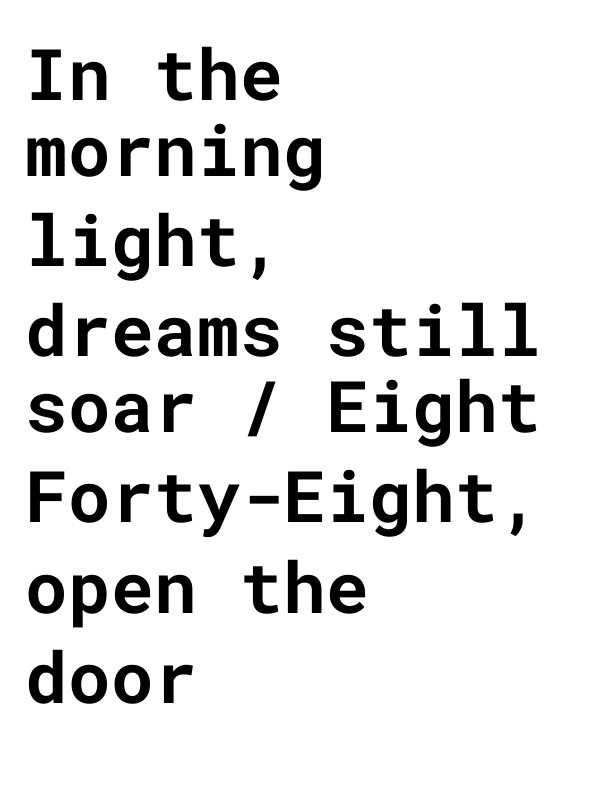 In the
morning
light,
dreams still
soar / Eight
Forty-Eight,
open the
door